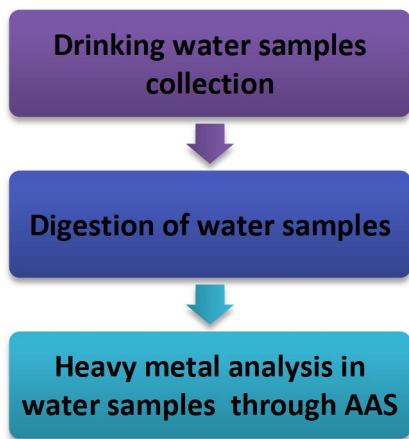 Drinking water samples
collection
Digestion of water samples
Heavy metal analysis in
water samples through AAS